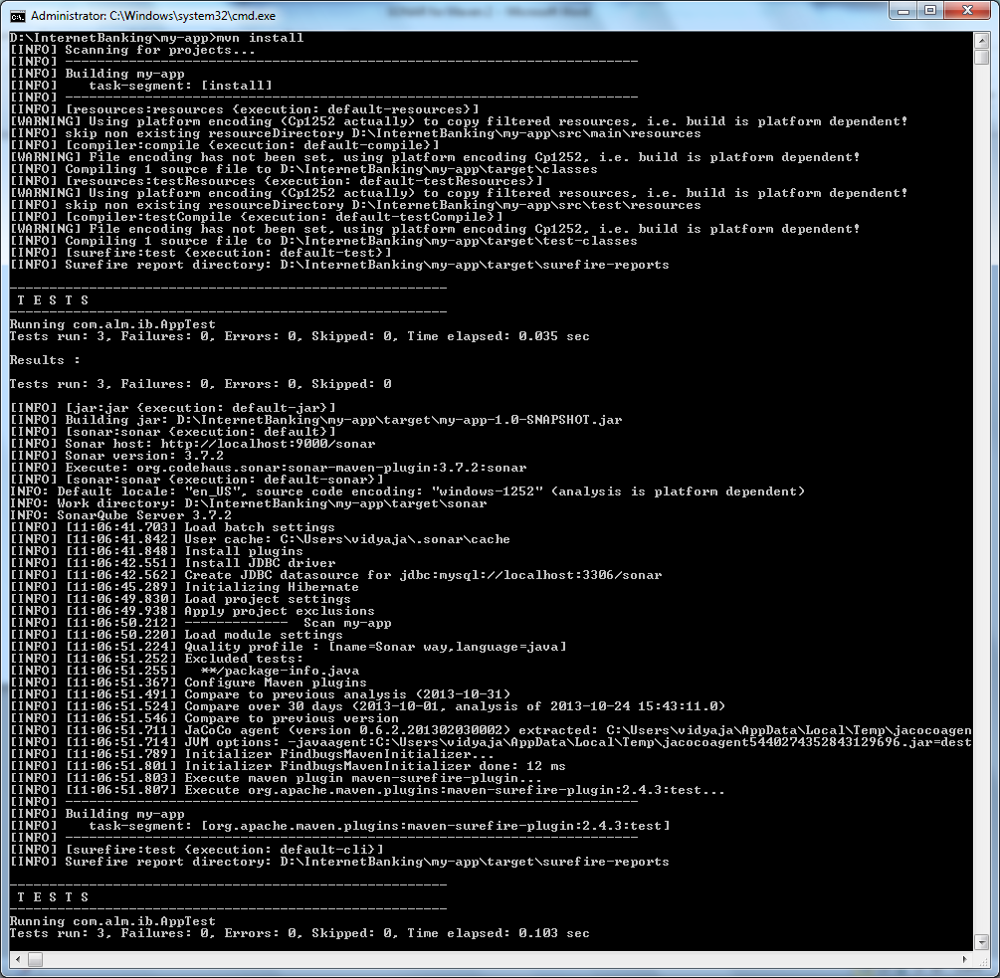 Administrator: C:\Windows\system32\cmd.exe
D:\InternetBanking\my-app>mvn install
[INFO] Scanning for projects...
[INFO] ------------------------------------------------------------------------
[INFO] Building my-app
[INFO]    task-segment: [install]
[INFO] ------------------------------------------------------------------------
[INFO] [resources:resources {execution: default-resources}]
[WARNING] Using platform encoding (Cp1252 actually) to copy filtered resources, i.e. build is platform dependent!
[INFO] skip non existing resourceDirectory D:\InternetBanking\my-app\src\main\resources
[INFO] [compiler:compile {execution: default-compile}]
[WARNING] File encoding has not been set, using platform encoding Cp1252, i.e. build is platform dependent!
[INFO] Compiling 1 source file to D:\InternetBanking\my-app\target\classes
[INFO] [resources:testResources {execution: default-testResources}]
[WARNING] Using platform encoding (Cp1252 actually) to copy filtered resources, i.e. build is platform dependent!
[INFO] skip non existing resourceDirectory D:\InternetBanking\my-app\src\test\resources
[INFO] [compiler:testCompile {execution: default-testCompile}]
[WARNING] File encoding has not been set, using platform encoding Cp1252, i.e. build is platform dependent!
[INFO] Compiling 1 source file to D:\InternetBanking\my-app\target\test-classes
[INFO] [surefire:test {execution: default-test}]
[INFO] Surefire report directory: D:\InternetBanking\my-app\target\surefire-reports
-------------------------------------------------------
T E S T S
-------------------------------------------------------
Running com.alm.ib.AppTest
Tests run: 3, Failures: 0, Errors: 0, Skipped: 0, Time elapsed: 0.035 sec
Results :
Tests run: 3, Failures: 0, Errors: 0, Skipped: 0
[INFO] [jar:jar {execution: default-jar}]
[INFO] Building jar: D:\InternetBanking\my-app\target\my-app-1.0-SNAPSHOT.jar
[INFO] [sonar:sonar {execution: default}]
[INFO] Sonar host: http://localhost:9000/sonar
[INFO] Sonar version: 3.7.2
[INFO] Execute: org.codehaus.sonar:sonar-maven-plugin:3.7.2:sonar
[INFO] [sonar:sonar {execution: default-sonar}]
INFO: Default locale: "en_US", source code encoding: "windows-1252" (analysis is platform dependent)
INFO: Work directory: D:\InternetBanking\my-app\target\sonar
INFO: SonarQube Server 3.7.2
[INFO] [11:06:41.703] Load batch settings
[INFO] [11:06:41.842] User cache: C:\Users\vidyaja\.sonar\cache
[INFO] [11:06:41.848] Install plugins
[INFO] [11:06:42.551] Install JDBC driver
[INFO] [11:06:42.562] Create JDBC datasource for jdbc:mysql://localhost:3306/sonar
[INFO] [11:06:45.289] Initializing Hibernate
[INFO] [11:06:49.830] Load project settings
[INFO] [11:06:49.938] Apply project exclusions
[INFO] [11:06:50.212] -------------  Scan my-app
[INFO] [11:06:50.220] Load module settings
[INFO] [11:06:51.224] Quality profile : [name=Sonar way,language=java]
[INFO] [11:06:51.252] Excluded tests:
[INFO] [11:06:51.255]   **/package-info.java
[INFO] [11:06:51.367] Configure Maven plugins
[INFO] [11:06:51.491] Compare to previous analysis (2013-10-31)
[INFO] [11:06:51.524] Compare over 30 days (2013-10-01, analysis of 2013-10-24 15:43:11.0)
[INFO] [11:06:51.546] Compare to previous version
[INFO] [11:06:51.711] JaCoCo agent (version 0.6.2.201302030002) extracted: C:\Users\vidyaja\AppData\Local\Temp\jacocoagen
[INFO] [11:06:51.714] JVM options: -javaagent:C:\Users\vidyaja\AppData\Local\Temp\jacocoagent5440274352843129696.jar=dest
[INFO] [11:06:51.789] Initializer FindbugsMavenInitializer...
[INFO] [11:06:51.801] Initializer FindbugsMavenInitializer done: 12 ms
[INFO] [11:06:51.803] Execute maven plugin maven-surefire-plugin...
[INFO] [11:06:51.807] Execute org.apache.maven.plugins:maven-surefire-plugin:2.4.3:test...
[INFO] ------------------------------------------------------------------------
[INFO] Building my-app
[INFO]    task-segment: [org.apache.maven.plugins:maven-surefire-plugin:2.4.3:test]
[INFO] ------------------------------------------------------------------------
[INFO] [surefire:test {execution: default-cli}]
[INFO] Surefire report directory: D:\InternetBanking\my-app\target\surefire-reports
-------------------------------------------------------
T E S T S
-------------------------------------------------------
Running com.alm.ib.AppTest
Tests run: 3, Failures: 0, Errors: 0, Skipped: 0, Time elapsed: 0.103 sec